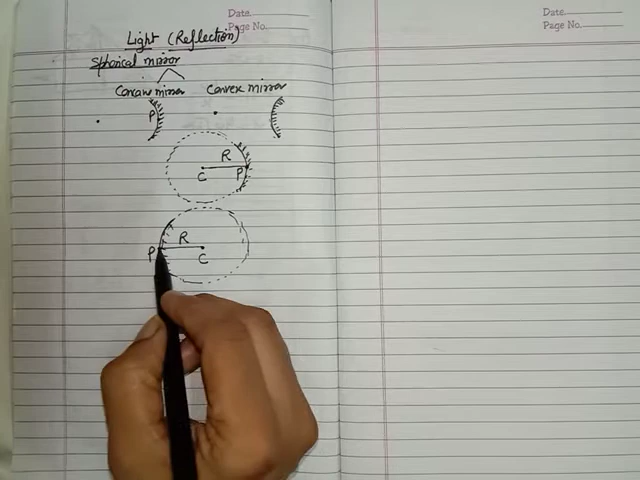 Date
Page No.
Date
Page No.
Light (Reflection)
Spherical mirror
Concave mirror Convex mirror
P
R
C P
R
P C